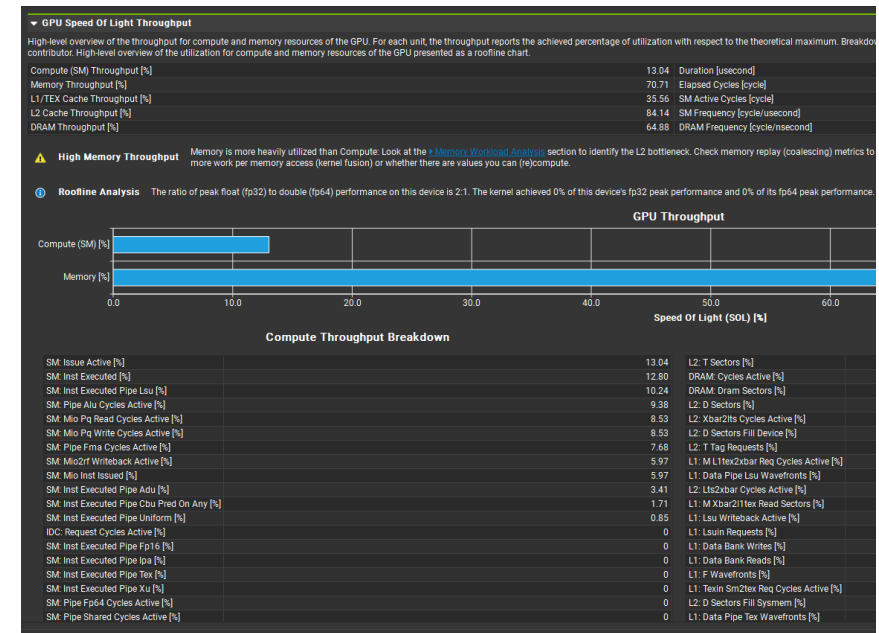 GPU Speed Of Light Throughput
High-level overview of the throughput for compute and memory resources of the GPU. For each unit, the throughput reports the achieved percentage of utilization with respect to the theoretical maximum. Breakdov
contributor. High-level overview of the utilization for compute and memory resources of the GPU presented as a roofline chart.
Compute (SM) Throughput [%] 13.04 Duration [usecond]
Memory Throughput [%] 70.71 Elapsed Cycles [cycle]
L1/TEX Cache Throughput [%] 35.56 SM Active Cycles [cycle]
L2 Cache Throughput [%] 84.14 SM Frequency [cycle/usecond]
DRAM Throughput [%] 64.88 DRAM Frequency [cycle/nsecond]
High Memory Throughput Memory is more heavily utilized than Compute: Look at the Memory Workload Analysis section to identify the L2 bottleneck. Check memory replay (coalescing) metrics to
more work per memory access (kernel fusion) or whether there are values you can (re)compute.
Roofline Analysis The ratio of peak float (fp32) to double (fp64) performance on this device is 2:1. The kernel achieved 0% of this device's fp32 peak performance and 0% of its fp64 peak performance.
GPU Throughput
Compute (SM) [%]
Memory [%]
0.0 10.0 20.0 30.0 40.0 50.0 60.0
Speed Of Light (SOL) [%]
Compute Throughput Breakdown
SM: Issue Active [%] 13.04 L2: T Sectors [%]
SM: Inst Executed [%] 12.80 DRAM: Cycles Active [%]
SM: Inst Executed Pipe Lsu [%] 10.24 DRAM: Dram Sectors [%]
SM: Pipe Alu Cycles Active [%] 9.38 L2: D Sectors [%]
SM: Mio Pq Read Cycles Active [%] 8.53 L2: Xbar2lts Cycles Active [%]
SM: Mio Pq Write Cycles Active [%] 8.53 L2: D Sectors Fill Device [%]
SM: Pipe Fma Cycles Active [%] 7.68 L2: T Tag Requests [%]
SM: Mio2rf Writeback Active [%] 5.97 L1: M L1tex2xbar Req Cycles Active [%]
SM: Mio Inst Issued [%] 5.97 L1: Data Pipe Lsu Wavefronts [%]
SM: Inst Executed Pipe Adu [%] 3.41 L2: Lts2xbar Cycles Active [%]
SM: Inst Executed Pipe Cbu Pred On Any [%] 1.71 L1: M Xbar2l1tex Read Sectors [%]
SM: Inst Executed Pipe Uniform [%] 0.85 L1: Lsu Writeback Active [%]
IDC: Request Cycles Active [%] 0 L1: Lsuin Requests [%]
SM: Inst Executed Pipe Fp16 [%] 0 L1: Data Bank Writes [%]
SM: Inst Executed Pipe Ipa [%] 0 L1: Data Bank Reads [%]
SM: Inst Executed Pipe Tex [%] 0 L1: F Wavefronts [%]
SM: Inst Executed Pipe Xu [%] 0 L1: Texin Sm2tex Req Cycles Active [%]
SM: Pipe Fp64 Cycles Active [%] 0 L2: D Sectors Fill Sysmem [%]
SM: Pipe Shared Cycles Active [%] 0 L1: Data Pipe Tex Wavefronts [%]